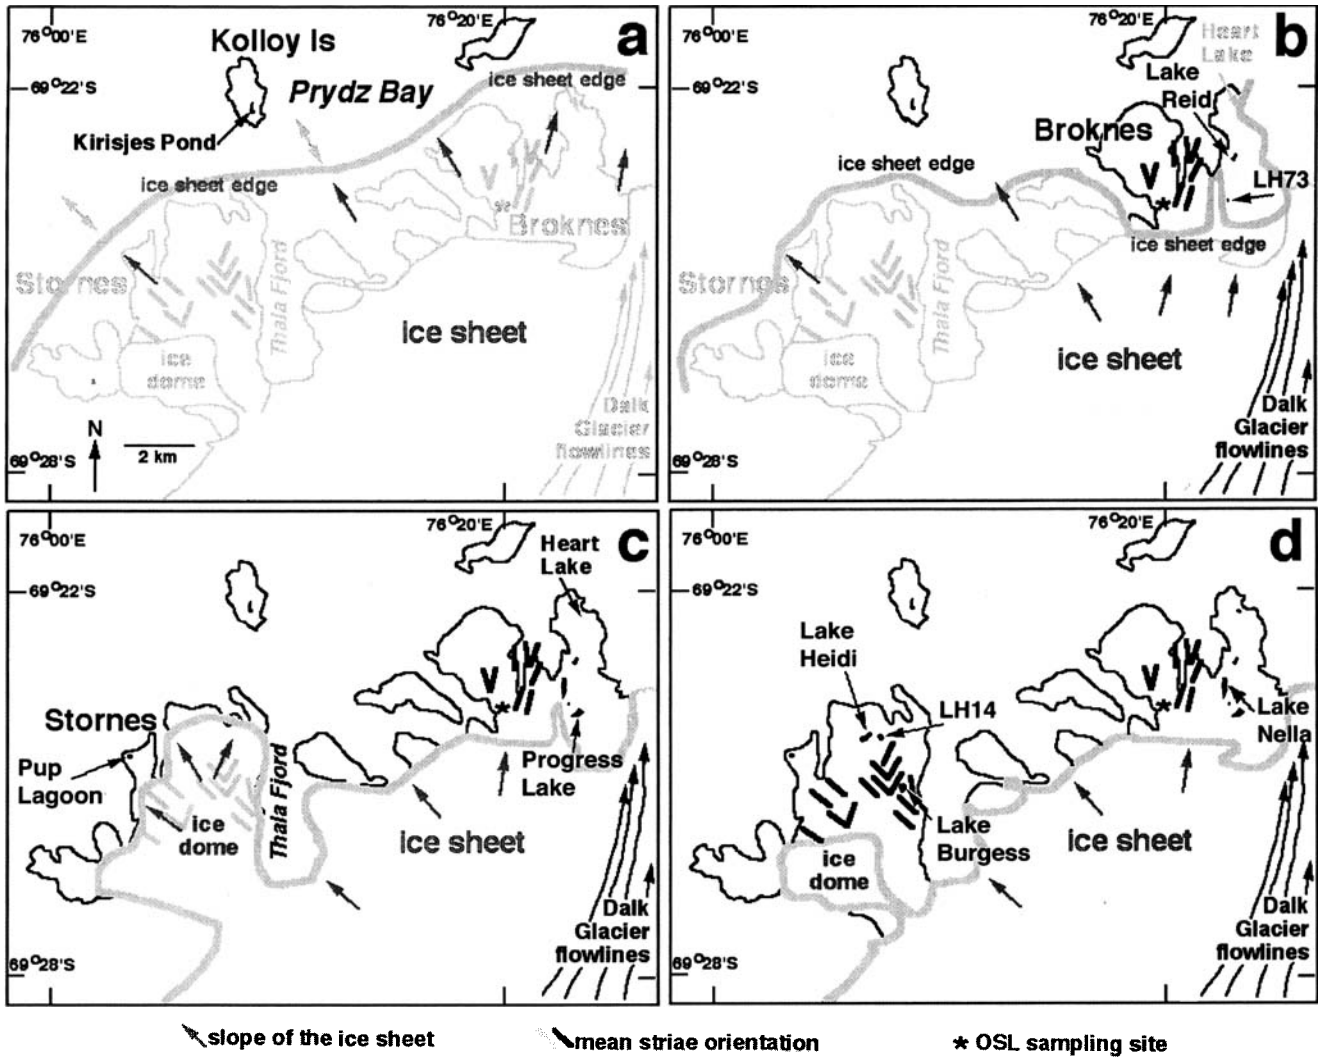 76°00'E
76°20'E
a
Kolloy Is
69°22'S
Prydz Bay
ice sheet edge
Kirisjes Pond
ice sheet edge
Broknes
Stornes
Thala Fjord
ice sheet
ice
dome
Dalk
Glacier
flowlines
N
2 km
69°28'S
76°00'E
76°20'E
b
Heart
Lake
Lake
Reid
69°22'S
Broknes
ice sheet edge
LH73
ice sheet edge
Stornes
Thala Fjord
ice sheet
ice
dome
Dalk
Glacier
flowlines
69°28'S
76°00'E
76°20'E
c
Heart
Lake
69°22'S
Stornes
Pup
Lagoon
Thala Fjord
Progress
Lake
ice
dome
ice sheet
Dalk
Glacier
flowlines
69°28'S
76°00'E
76°20'E
d
69°22'S
Lake
Heidi
LH14
Lake
Nella
Lake
Burgess
ice sheet
ice
dome
Dalk
Glacier
flowlines
69°28'S
slope of the ice sheet
mean striae orientation
* OSL sampling site